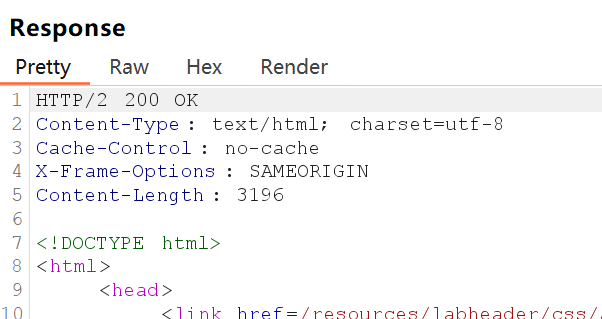 Response
Pretty Raw Hex Render
1 HTTP/2 200 OK
2 Content-Type : text/html; charset=utf-8
3 Cache-Control : no-cache
4 X-Frame-Options : SAMEORIGIN
5 Content-Length : 3196
6
7 <!DOCTYPE html>
8 <html>
9 <head>
10 <link href=/resources/labheader/css/